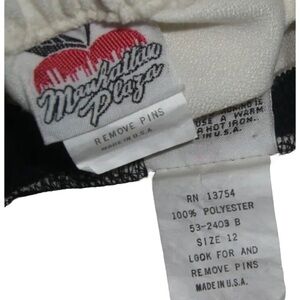 Manhattan
Plaza
REMOVE PINS
MADE IN U.S.A.
USE A WARM
HOT IRON.
IN U.S.A.
RN 13754
100% POLYESTER
53-2403 B
SIZE 12
LOOK FOR AND
REMOVE PINS
MADE IN U.S.A.